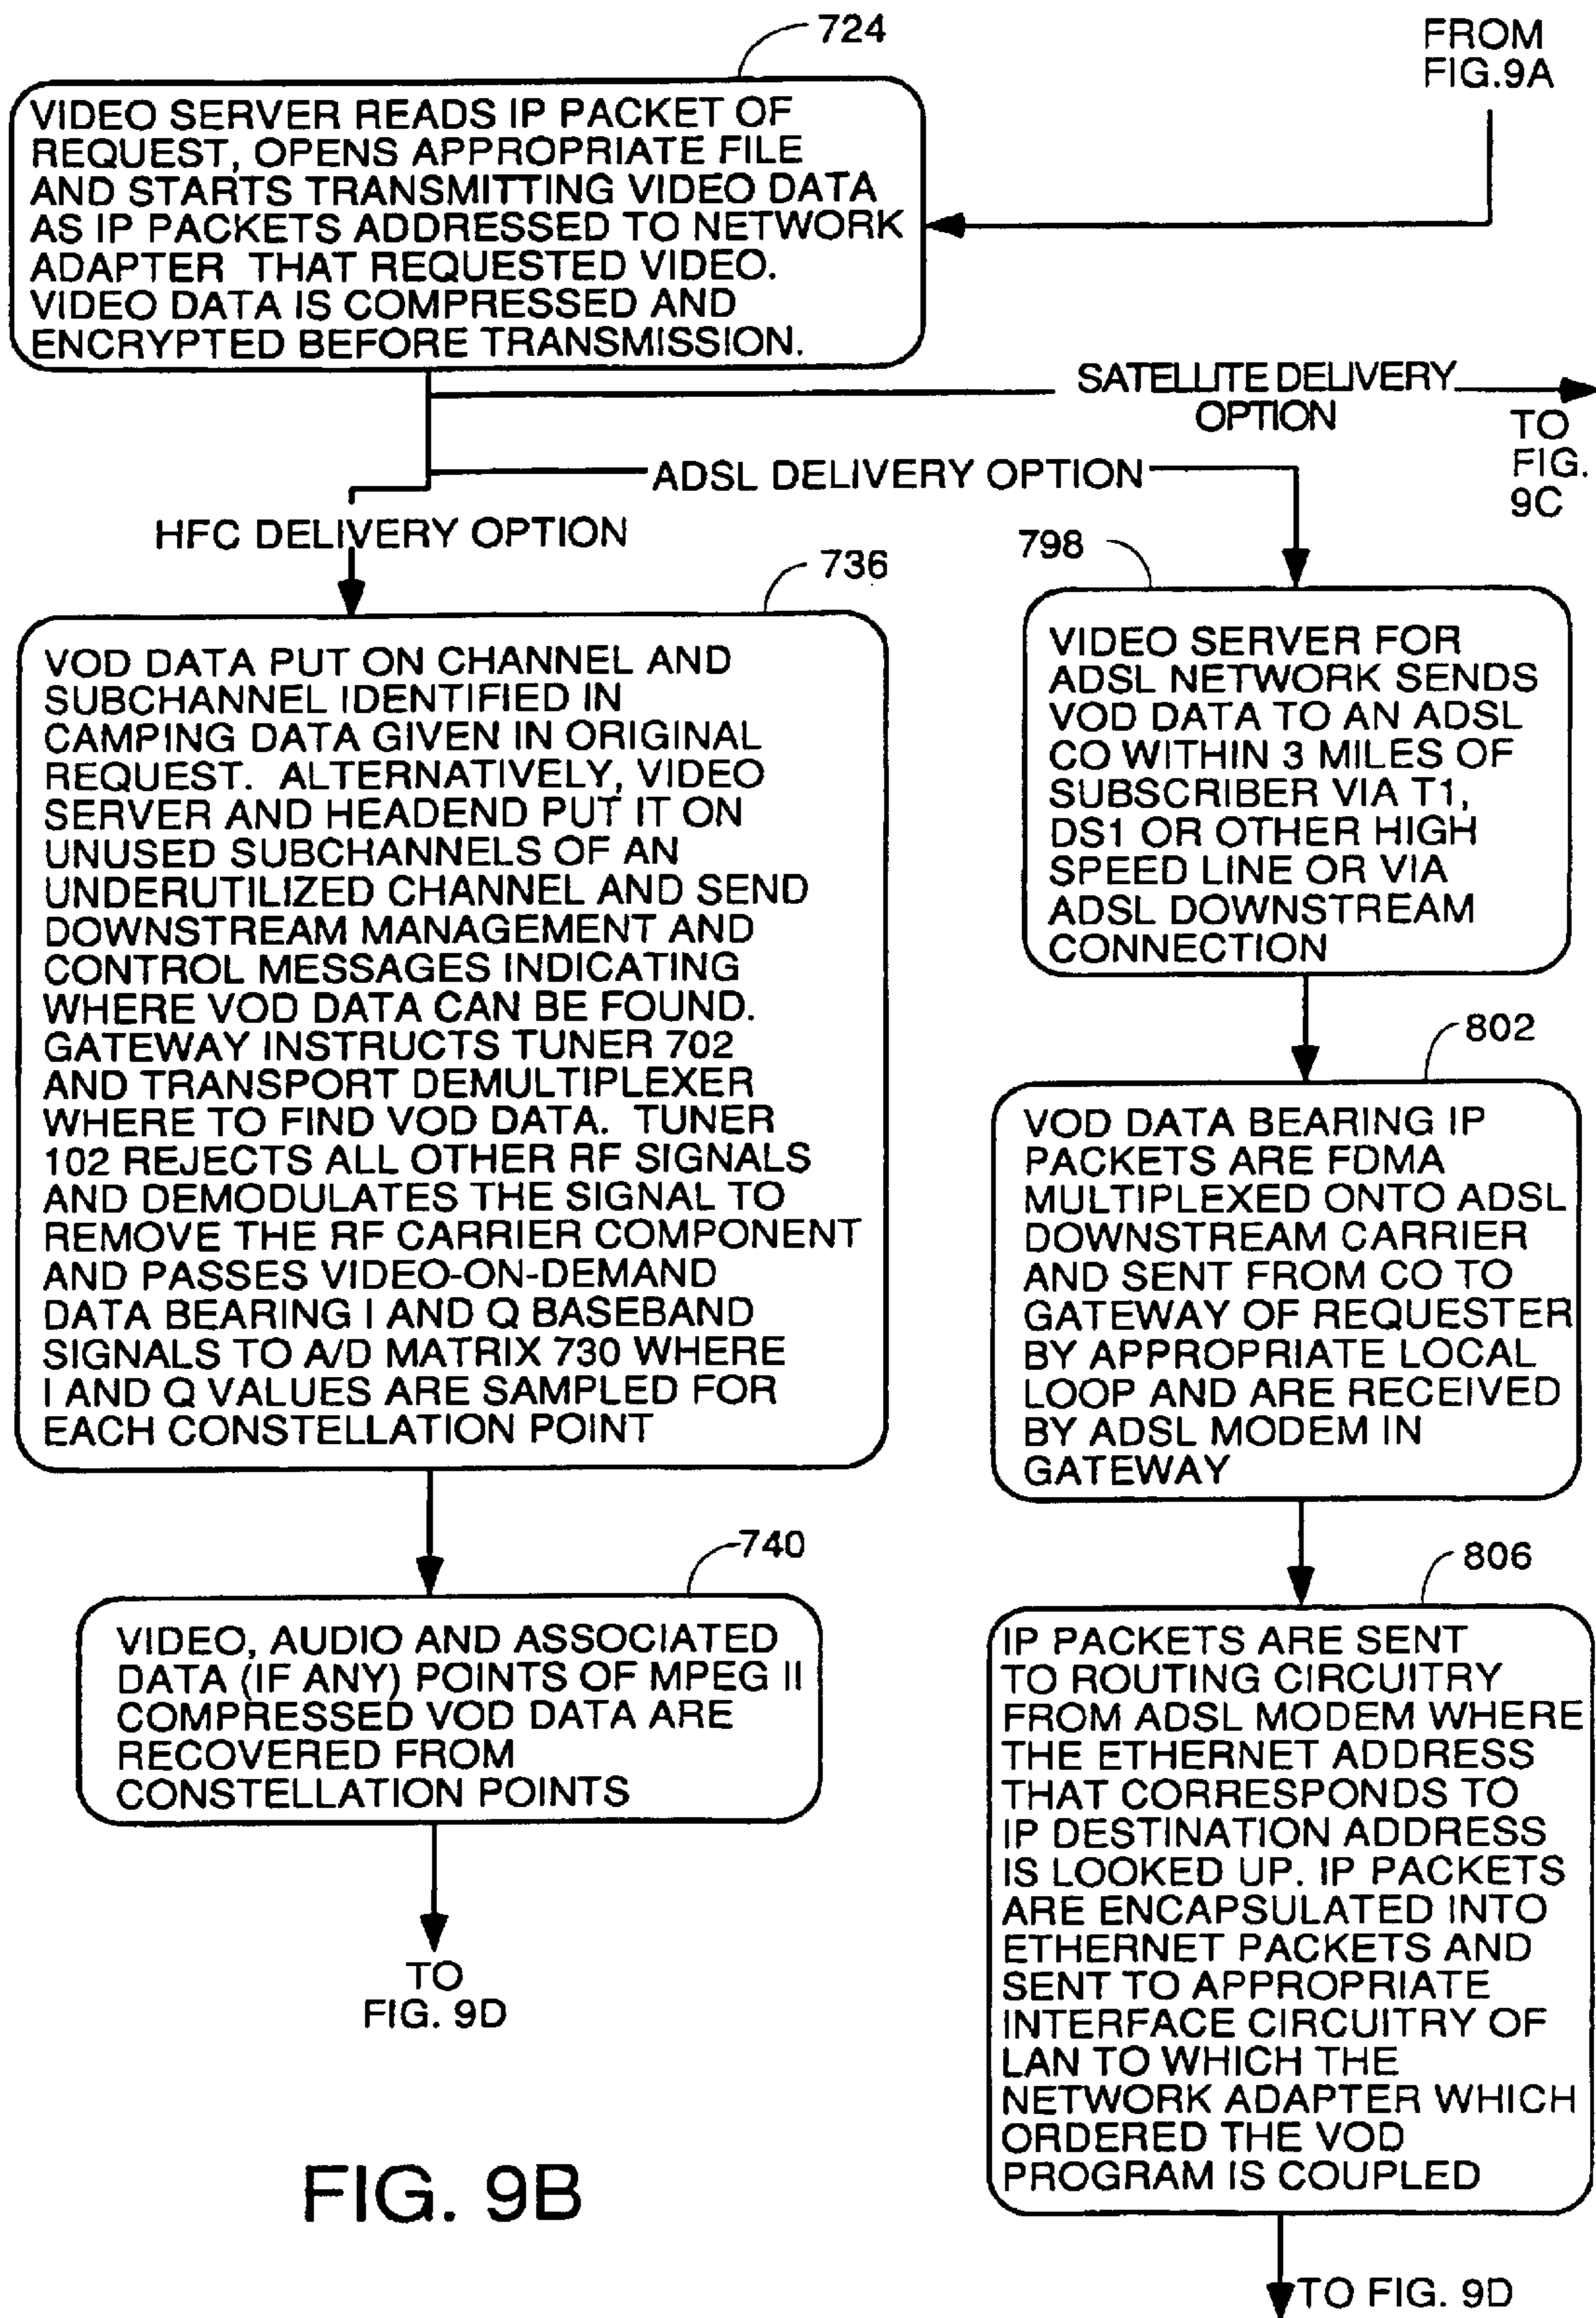 724
FROM
FIG.9A
VIDEO SERVER READS IP PACKET OF
REQUEST, OPENS APPROPRIATE FILE
AND STARTS TRANSMITTING VIDEO DATA
AS IP PACKETS ADDRESSED TO NETWORK
ADAPTER THAT REQUESTED VIDEO.
VIDEO DATA IS COMPRESSED AND
ENCRYPTED BEFORE TRANSMISSION.
SATELLITE DELIVERY
OPTION
TO
FIG.
9C
ADSL DELIVERY OPTION
HFC DELIVERY OPTION
736
VOD DATA PUT ON CHANNEL AND
SUBCHANNEL IDENTIFIED IN
CAMPING DATA GIVEN IN ORIGINAL
REQUEST. ALTERNATIVELY, VIDEO
SERVER AND HEADEND PUT IT ON
UNUSED SUBCHANNELS OF AN
UNDERUTILIZED CHANNEL AND SEND
DOWNSTREAM MANAGEMENT AND
CONTROL MESSAGES INDICATING
WHERE VOD DATA CAN BE FOUND.
GATEWAY INSTRUCTS TUNER 702
AND TRANSPORT DEMULTIPLEXER
WHERE TO FIND VOD DATA. TUNER
102 REJECTS ALL OTHER RF SIGNALS
AND DEMODULATES THE SIGNAL TO
REMOVE THE RF CARRIER COMPONENT
AND PASSES VIDEO-ON-DEMAND
DATA BEARING I AND Q BASEBAND
SIGNALS TO A/D MATRIX 730 WHERE
I AND Q VALUES ARE SAMPLED FOR
EACH CONSTELLATION POINT
740
VIDEO, AUDIO AND ASSOCIATED
DATA (IF ANY) POINTS OF MPEG II
COMPRESSED VOD DATA ARE
RECOVERED FROM
CONSTELLATION POINTS
TO
FIG. 9D
798
VIDEO SERVER FOR
ADSL NETWORK SENDS
VOD DATA TO AN ADSL
CO WITHIN 3 MILES OF
SUBSCRIBER VIA T1,
DS1 OR OTHER HIGH
SPEED LINE OR VIA
ADSL DOWNSTREAM
CONNECTION
802
VOD DATA BEARING IP
PACKETS ARE FDMA
MULTIPLEXED ONTO ADSL
DOWNSTREAM CARRIER
AND SENT FROM CO TO
GATEWAY OF REQUESTER
BY APPROPRIATE LOCAL
LOOP AND ARE RECEIVED
BY ADSL MODEM IN
GATEWAY
806
IP PACKETS ARE SENT
TO ROUTING CIRCUITRY
FROM ADSL MODEM WHERE
THE ETHERNET ADDRESS
THAT CORRESPONDS TO
IP DESTINATION ADDRESS
IS LOOKED UP. IP PACKETS
ARE ENCAPSULATED INTO
ETHERNET PACKETS AND
SENT TO APPROPRIATE
INTERFACE CIRCUITRY OF
LAN TO WHICH THE
NETWORK ADAPTER WHICH
ORDERED THE VOD
PROGRAM IS COUPLED
TO FIG. 9D
FIG. 9B